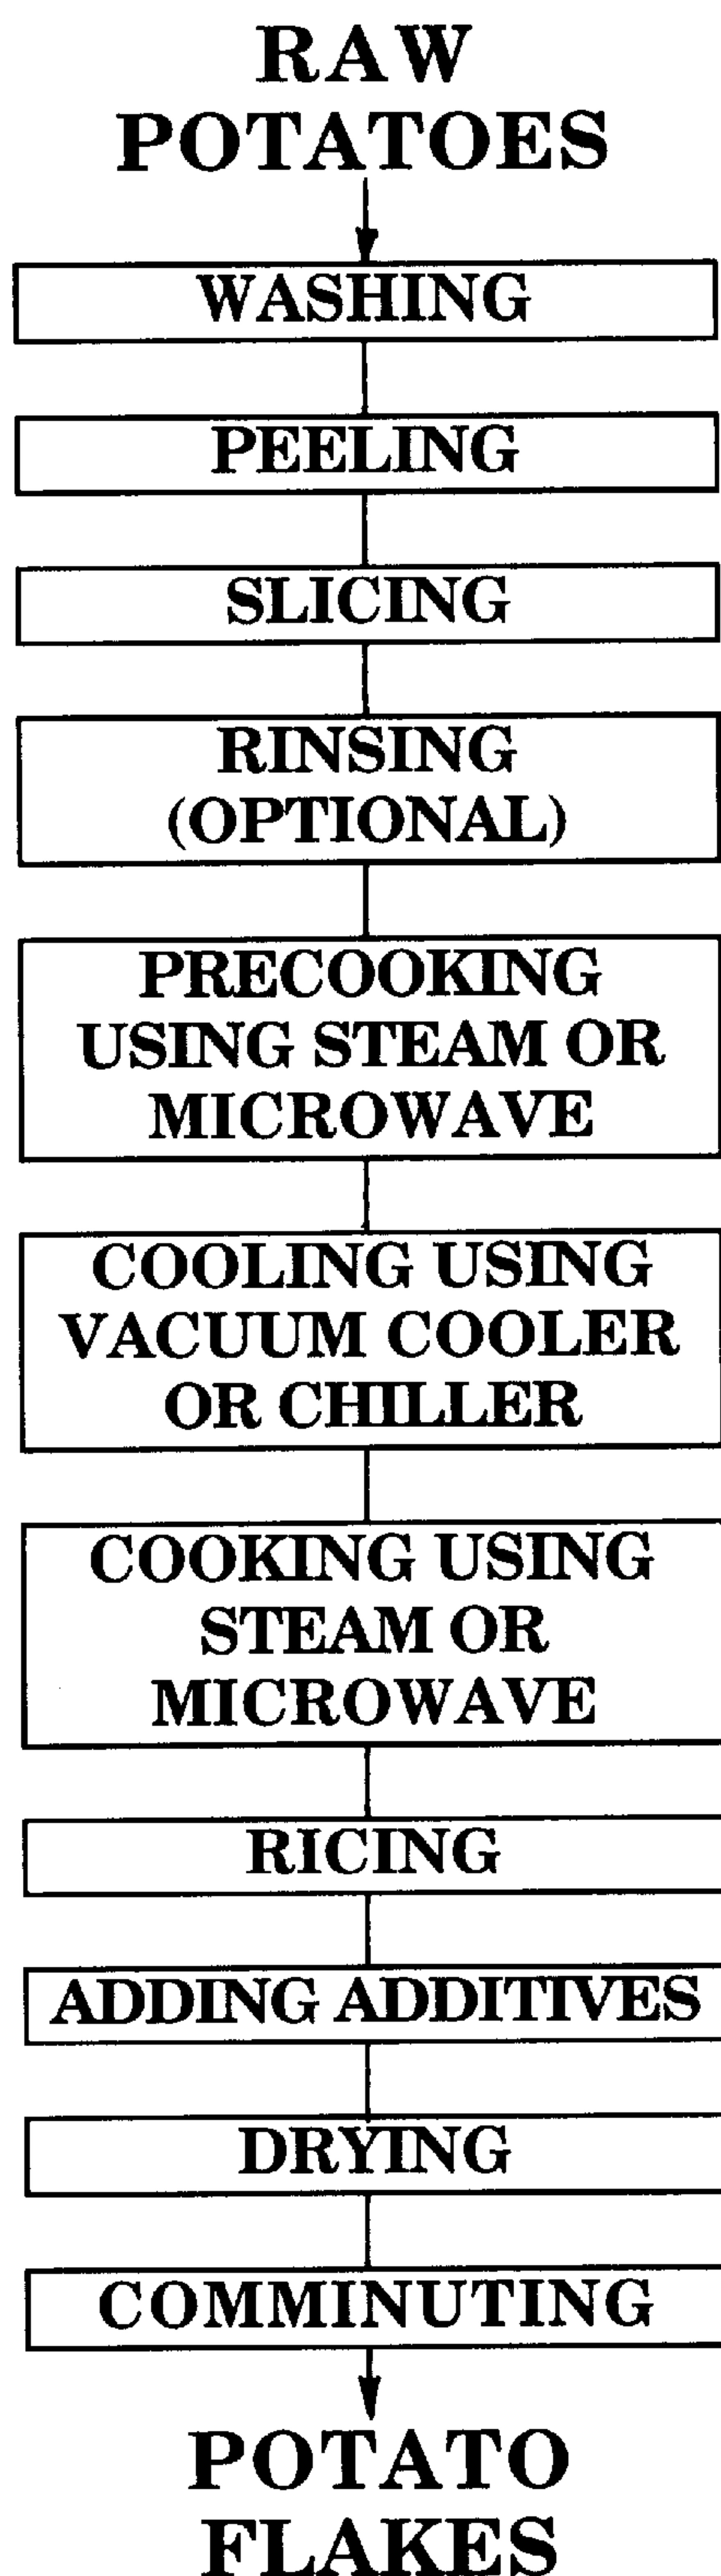 RAW
POTATOES
WASHING
PEELING
SLICING
RINSING
(OPTIONAL)
PRECOOKING
USING STEAM OR
MICROWAVE
COOLING USING
VACUUM COOLER
OR CHILLER
COOKING USING
STEAM OR
MICROWAVE
RICING
ADDING ADDITIVES
DRYING
COMMINUTING
POTATO
FLAKES